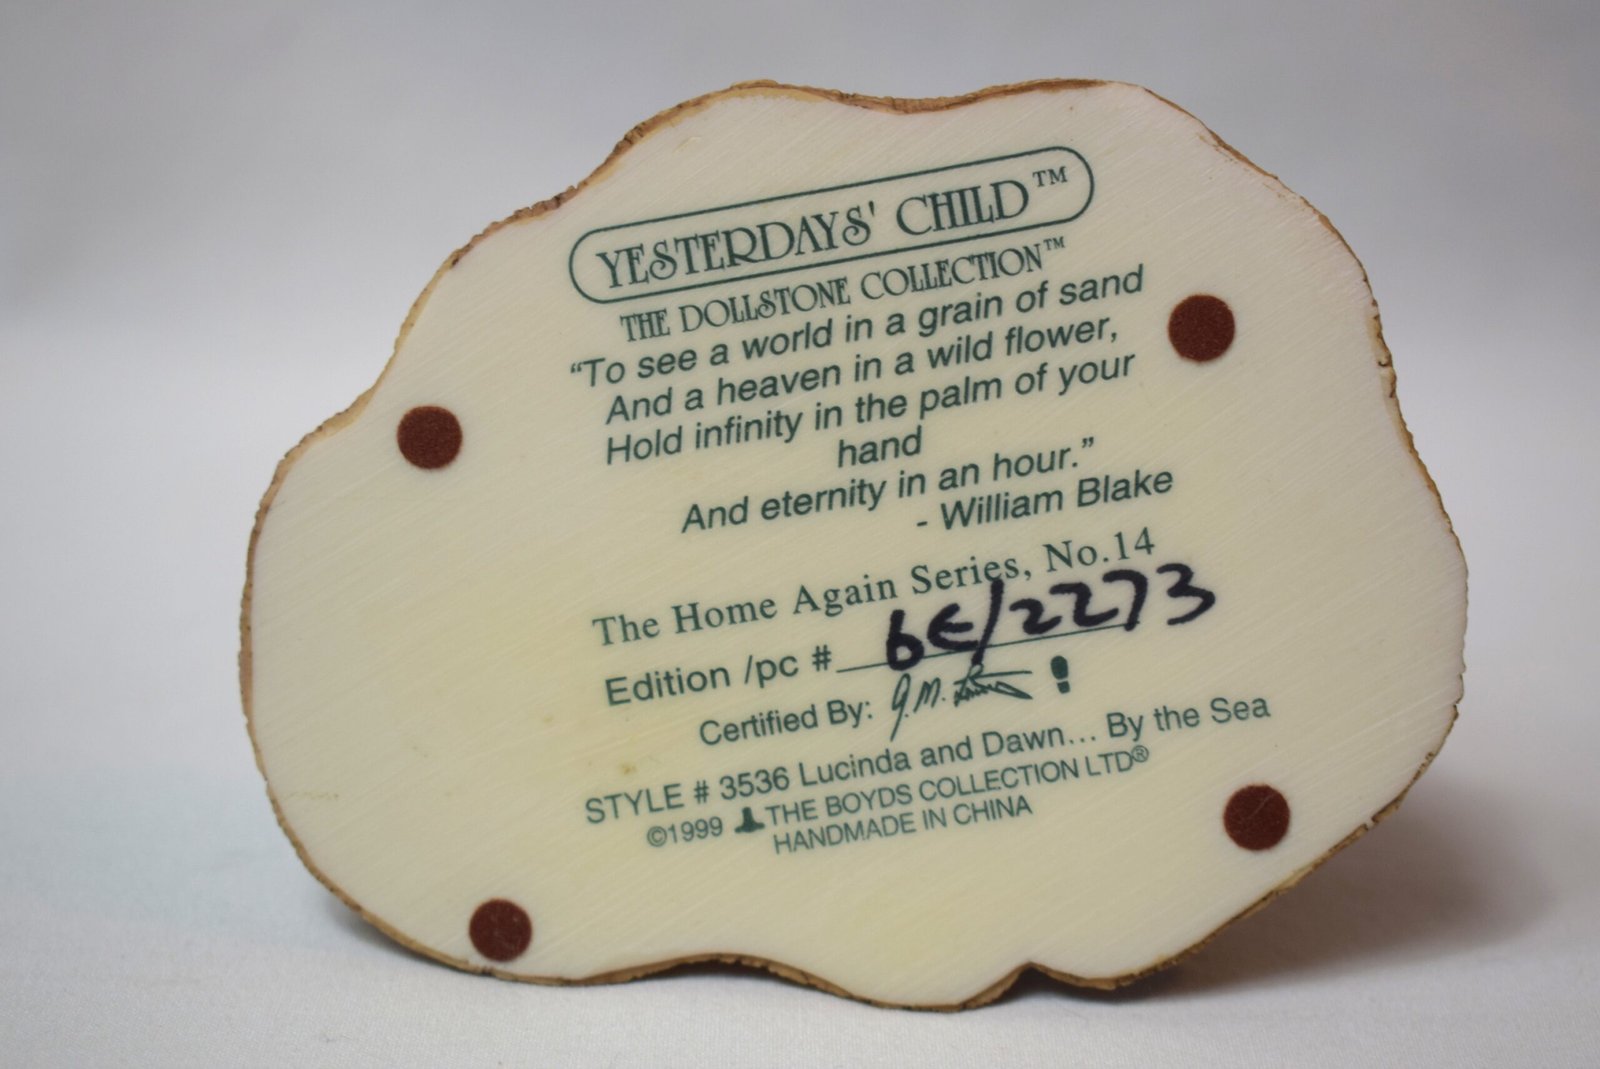 YESTERDAYS' CHILD™
THE DOLLSTONE COLLECTION™
“To see a world in a grain of sand
And a heaven in a wild flower,
Hold infinity in the palm of your
hand
And eternity in an hour.”
- William Blake
The Home Again Series, No.14
Edition /pc # 6E/2273
Certified By: G.M.
STYLE # 3536 Lucinda and Dawn... By the Sea
©1999 THE BOYDS COLLECTION LTD®
HANDMADE IN CHINA